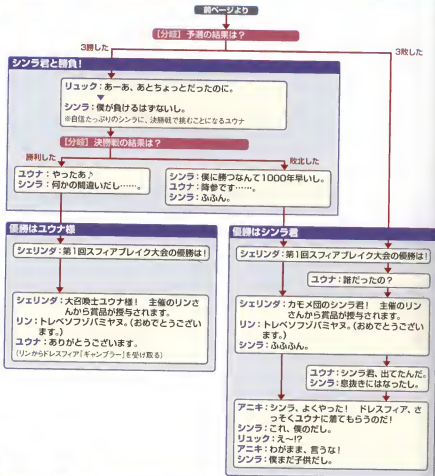 前ページより
［分岐］予選の結果は？
3勝した
3敗した
シンラ君と勝負！
リュック：あーあ、あとちょっとだったのに。
シンラ：僕が負けるはずないし。
※自信たっぷりのシンラに、決勝戦で挑むことになるユウナ
［分岐］決勝戦の結果は？
勝利した
敗北した
ユウナ：やったあ♪
シンラ：何かの間違いだし……。
シンラ：僕に勝つなんて1000年早いし。
ユウナ：降参です……。
シンラ：ふふん。
優勝はユウナ様
シェリンダ：第1回スフィアブレイク大会の優勝は！
シェリンダ：大召喚士ユウナ様！　主催のリンさ
んから賞品が授与されます。
リン：トレベソフゾバミヤヌ。（おめでとうござい
ます。）
ユウナ：ありがとうございます。
（リンからドレスフィア「ギャンブラー」を受け取る）
優勝はシンラ君
シェリンダ：第1回スフィアブレイク大会の優勝は！
ユウナ：誰だったの？
シェリンダ：カモメ団のシンラ君！　主催のリン
さんから賞品が授与されます。
リン：トレベソフゾバミヤヌ。（おめでとうござい
ます。）
シンラ：ふふふん。
ユウナ：シンラ君、出てたんだ。
シンラ：息抜きにはなったし。
アニキ：シンラ、よくやった！　ドレスフィア、さ
っそくユウナに着てもらうのだ！
シンラ：これ、僕のだし。
リュック：え〜!?
アニキ：わがまま、言うな！
シンラ：僕まだ子供だし。